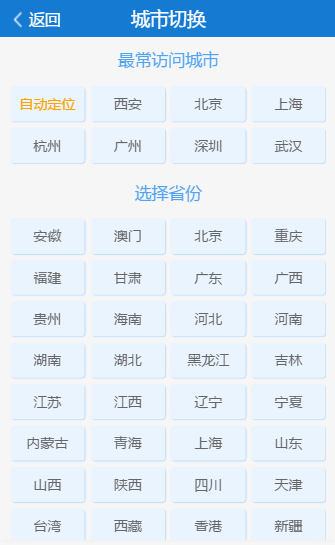 返回 城市切换
最常访问城市
自动定位 西安 北京 上海
杭州 广州 深圳 武汉
选择省份
安徽 澳门 北京 重庆
福建 甘肃 广东 广西
贵州 海南 河北 河南
湖南 湖北 黑龙江 吉林
江苏 江西 辽宁 宁夏
内蒙古 青海 上海 山东
山西 陕西 四川 天津
台湾 西藏 香港 新疆